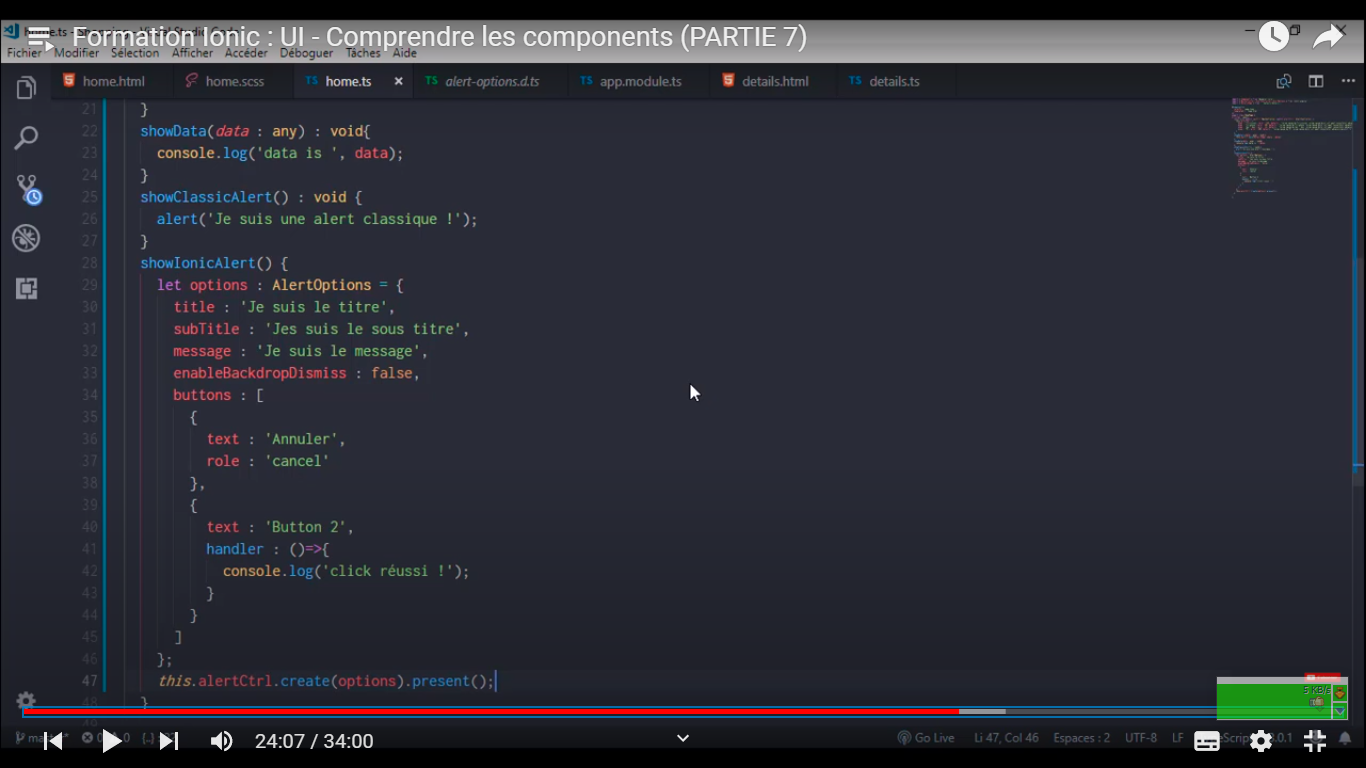 Formation Ionic : UI - Comprendre les components (PARTIE 7)
Fichier Modifier Sélection Afficher Accéder Déboguer Tâches Aide
home.html home.scss TS home.ts TS alert-options.d.ts TS app.module.ts details.html TS details.ts
21 }
22 showData(data : any) : void{
23 console.log('data is ', data);
24 }
25 showClassicAlert() : void {
26 alert('Je suis une alert classique !');
27 }
28 showIonicAlert() {
29 let options : AlertOptions = {
30 title : 'Je suis le titre',
31 subTitle : 'Jes suis le sous titre',
32 message : 'Je suis le message',
33 enableBackdropDismiss : false,
34 buttons : [
35 {
36 text : 'Annuler',
37 role : 'cancel'
38 },
39 {
40 text : 'Button 2',
41 handler : ()=>{
42 console.log('click réussi !');
43 }
44 }
45 ]
46 };
47 this.alertCtrl.create(options).present();
48 }
5 KB/s
24:07 / 34:00
Go Live Li 47, Col 46 Espaces : 2 UTF-8 LF